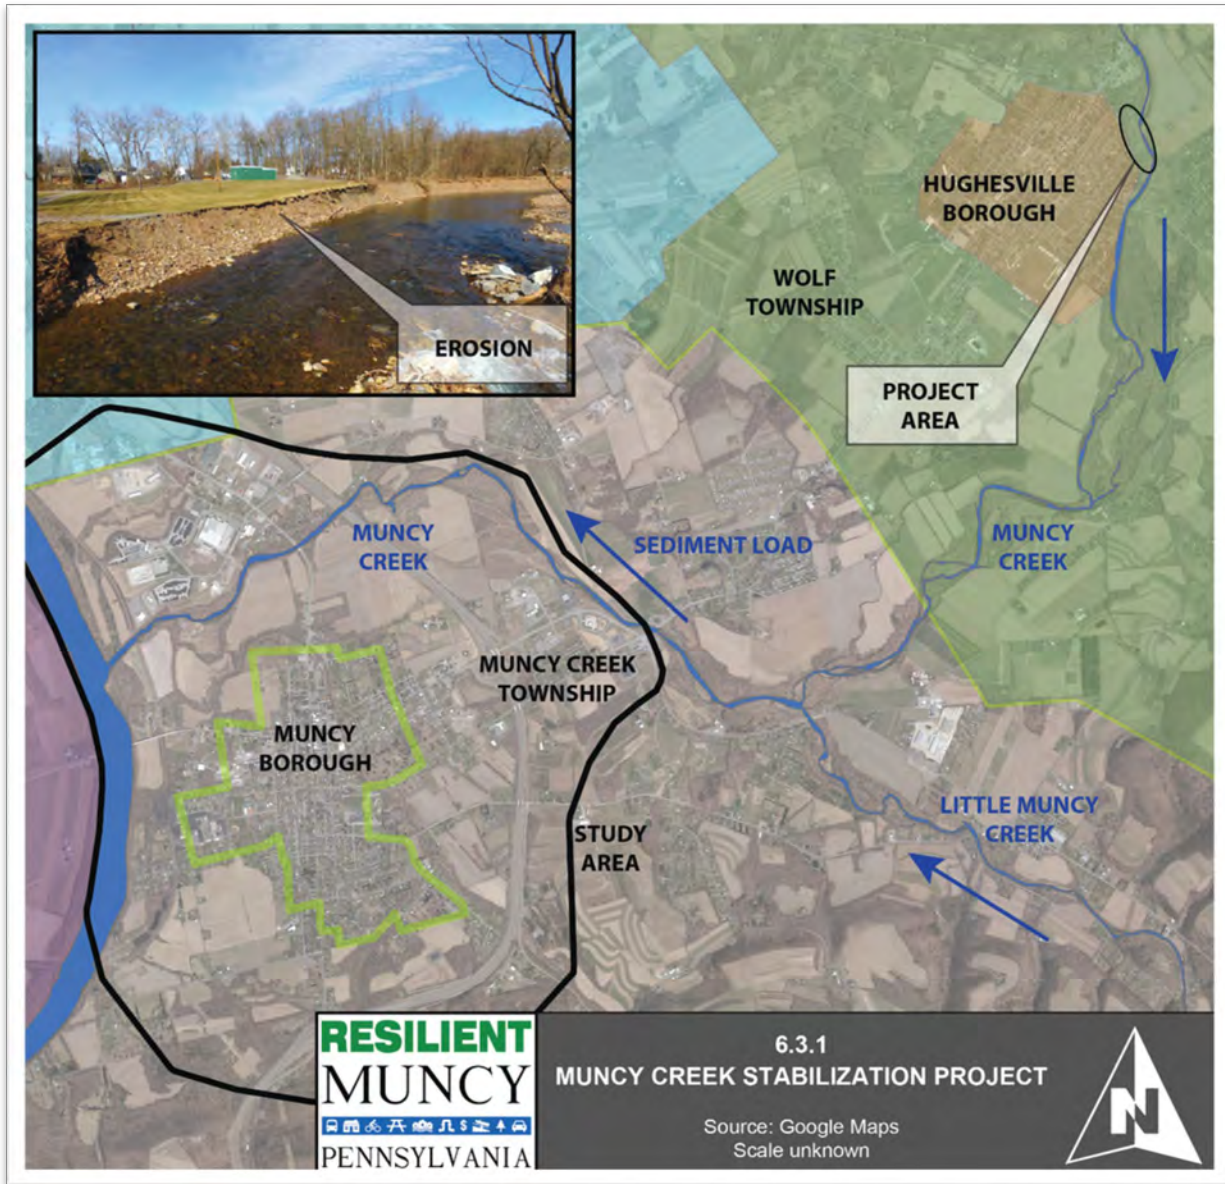 EROSION
HUGHESVILLE
BOROUGH
WOLF
TOWNSHIP
PROJECT
AREA
MUNCY
CREEK
SEDIMENT LOAD
MUNCY
CREEK
MUNCY CREEK
TOWNSHIP
MUNCY
BOROUGH
STUDY
AREA
LITTLE MUNCY
CREEK
RESILIENT
MUNCY
PENNSYLVANIA
6.3.1
MUNCY CREEK STABILIZATION PROJECT
Source: Google Maps
Scale unknown
N